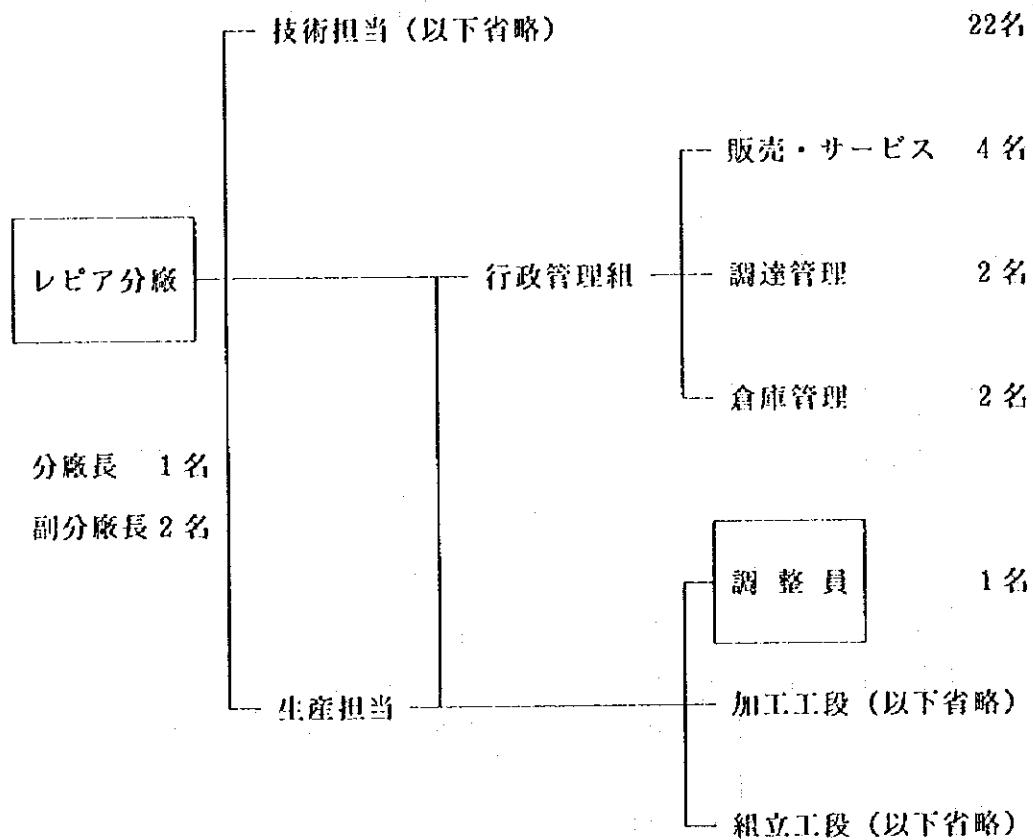 技術担当（以下省略） 22名
販売・サービス 4名
レピア分廠 行政管理組 調達管理 2名
倉庫管理 2名
分廠長 1名
副分廠長 2名
調整員 1名
生産担当 加工工段（以下省略）
組立工段（以下省略）